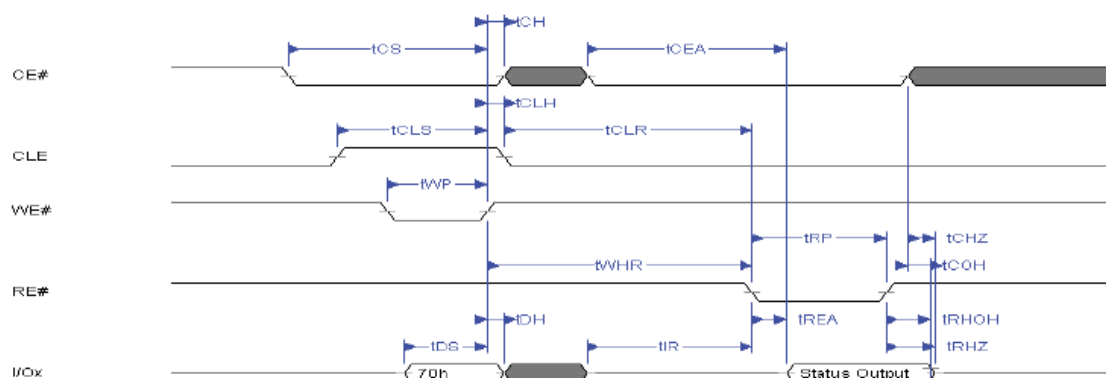 tCH
tCS
tCEA
CE#
tCLH
tCLS
tCLR
CLE
tWP
WE#
tRP
tCHZ
tWHR
tCOH
RE#
tDH
tREA
tRHOH
tDS
tIR
tRHZ
I/Ox
70h
Status Output